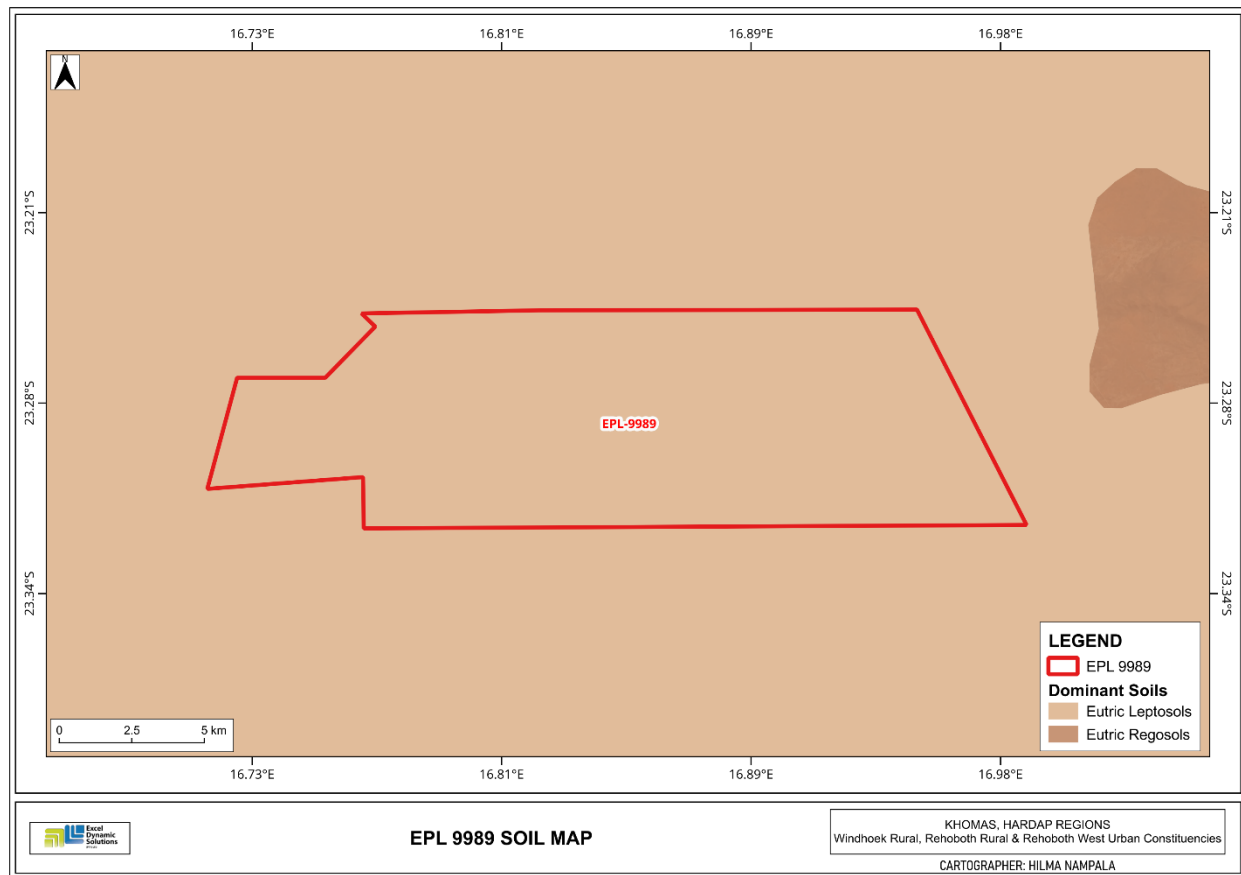 16.73°E 16.81°E 16.89°E 16.98°E
N
23.21°S 23.21°S
23.28°S 23.28°S
EPL-9989
23.34°S 23.34°S
LEGEND
EPL 9989
Dominant Soils
Eutric Leptosols
Eutric Regosols
0 2.5 5 km
16.73°E 16.81°E 16.89°E 16.98°E
Excel
Dynamic
Solutions
EPL 9989 SOIL MAP
KHOMAS, HARDAP REGIONS
Windhoek Rural, Rehoboth Rural & Rehoboth West Urban Constituencies
CARTOGRAPHER: HILMA NAMPALA